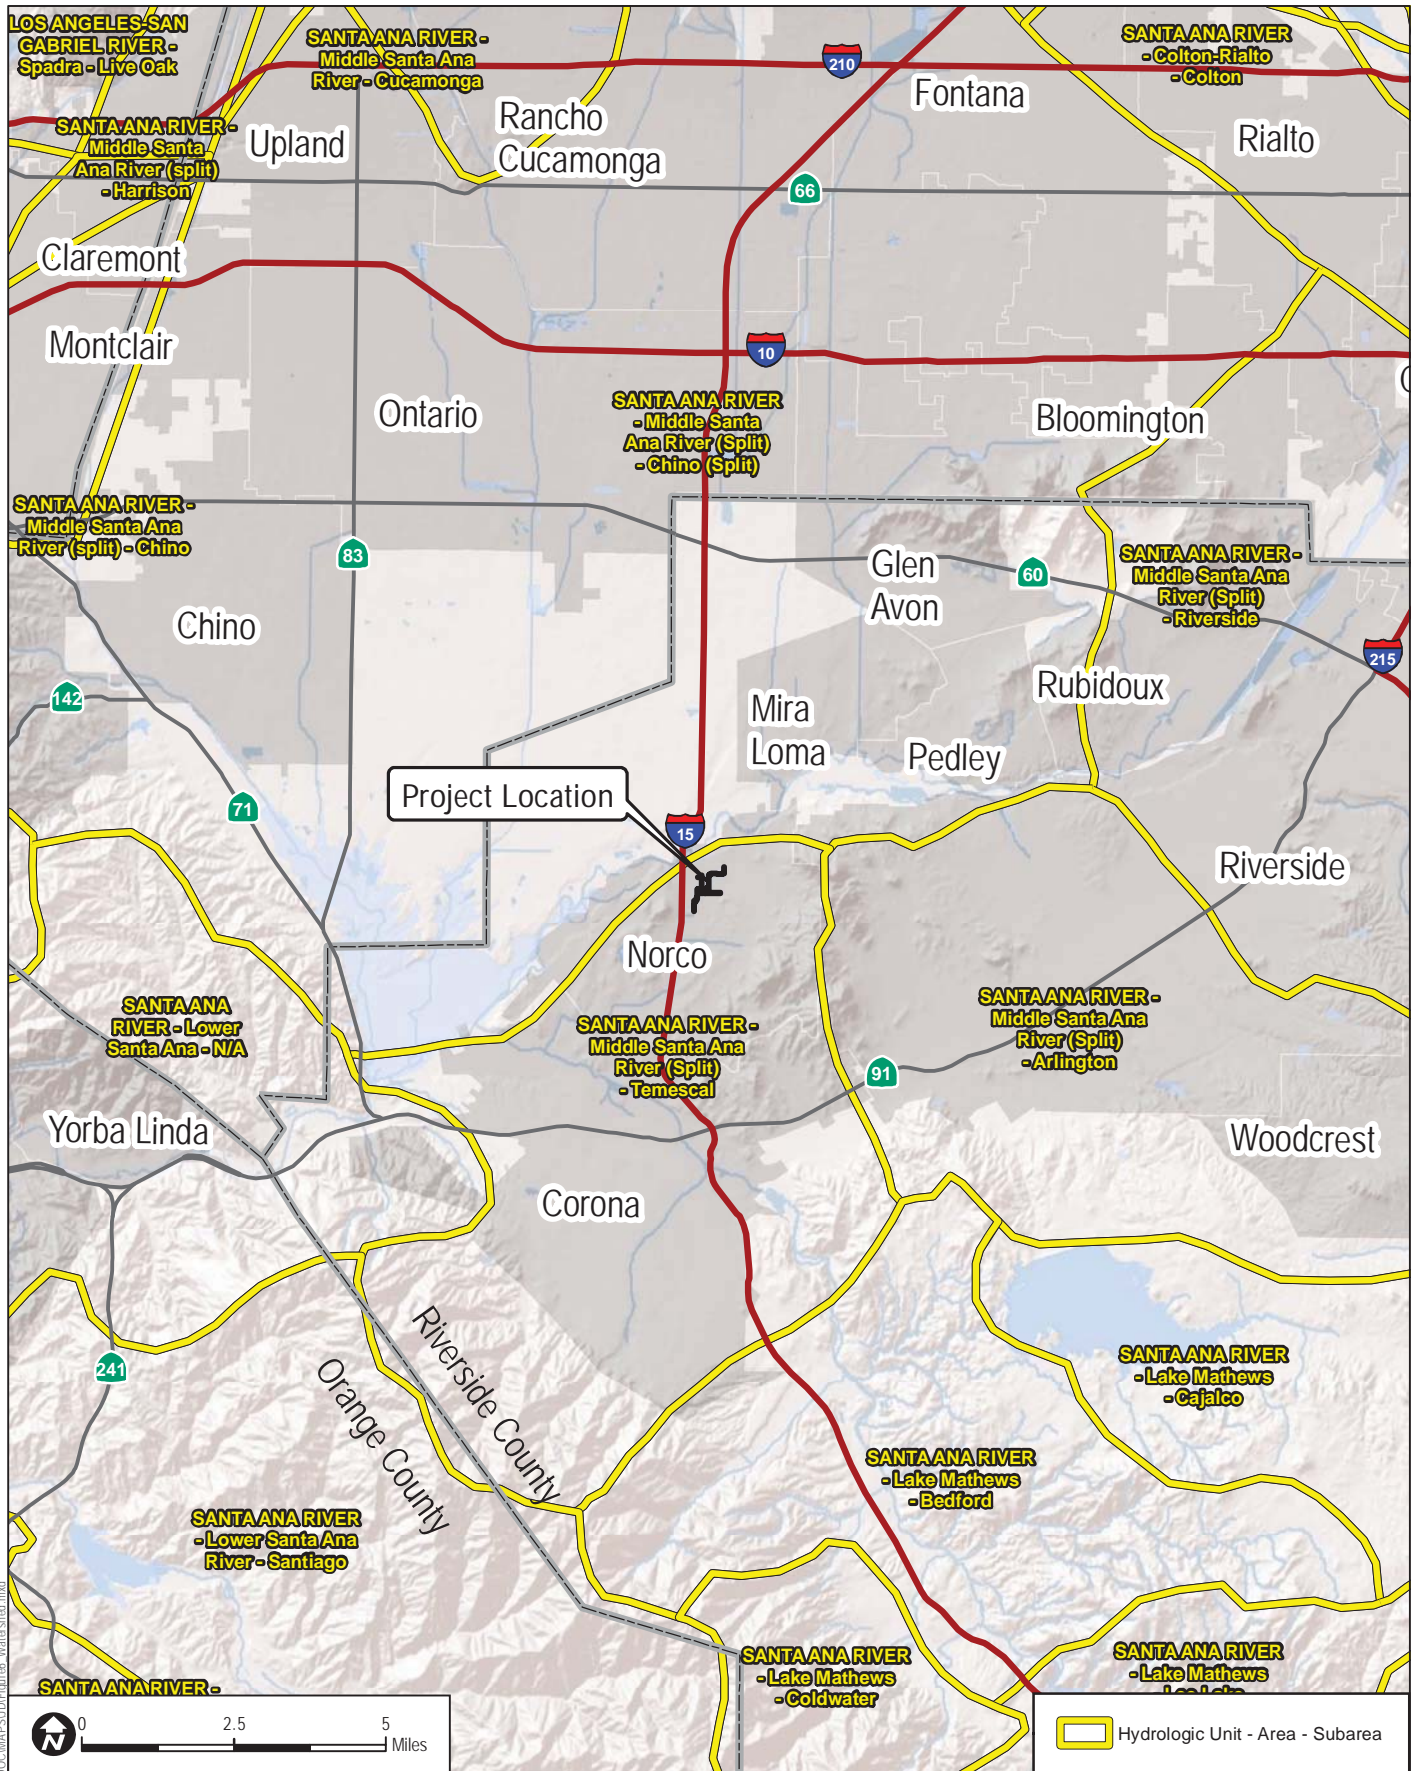 LOS ANGELES-SAN
GABRIEL RIVER -
Spadra - Live Oak
SANTA ANA RIVER -
Middle Santa Ana
River - Cucamonga
SANTA ANA RIVER
- Colton-Rialto
- Colton
210
Fontana
Rancho
Cucamonga
Upland
Rialto
SANTA ANA RIVER -
Middle Santa
Ana River (split)
- Harrison
66
Claremont
Montclair
10
Ontario
SANTA ANA RIVER
- Middle Santa
Ana River (Split)
- Chino (Split)
Bloomington
SANTA ANA RIVER -
Middle Santa Ana
River (split) - Chino
83
Glen
Avon
60
SANTA ANA RIVER -
Middle Santa Ana
River (Split)
- Riverside
Chino
215
142
Rubidoux
Mira
Loma
Pedley
Project Location
71
15
Riverside
Norco
SANTA ANA
RIVER - Lower
Santa Ana - N/A
SANTA ANA RIVER -
Middle Santa Ana
River (Split)
- Temescal
SANTA ANA RIVER -
Middle Santa Ana
River (Split)
- Arlington
91
Yorba Linda
Woodcrest
Corona
Riverside County
Orange County
241
SANTA ANA RIVER
- Lake Mathews
- Cajalco
SANTA ANA RIVER
- Lake Mathews
- Bedford
SANTA ANA RIVER
- Lower Santa Ana
River - Santiago
SANTA ANA RIVER
- Lake Mathews
- Coldwater
SANTA ANA RIVER
- Lake Mathews
- Lee Lake
SANTA ANA RIVER -
N
0 2.5 5
Miles
Hydrologic Unit - Area - Subarea